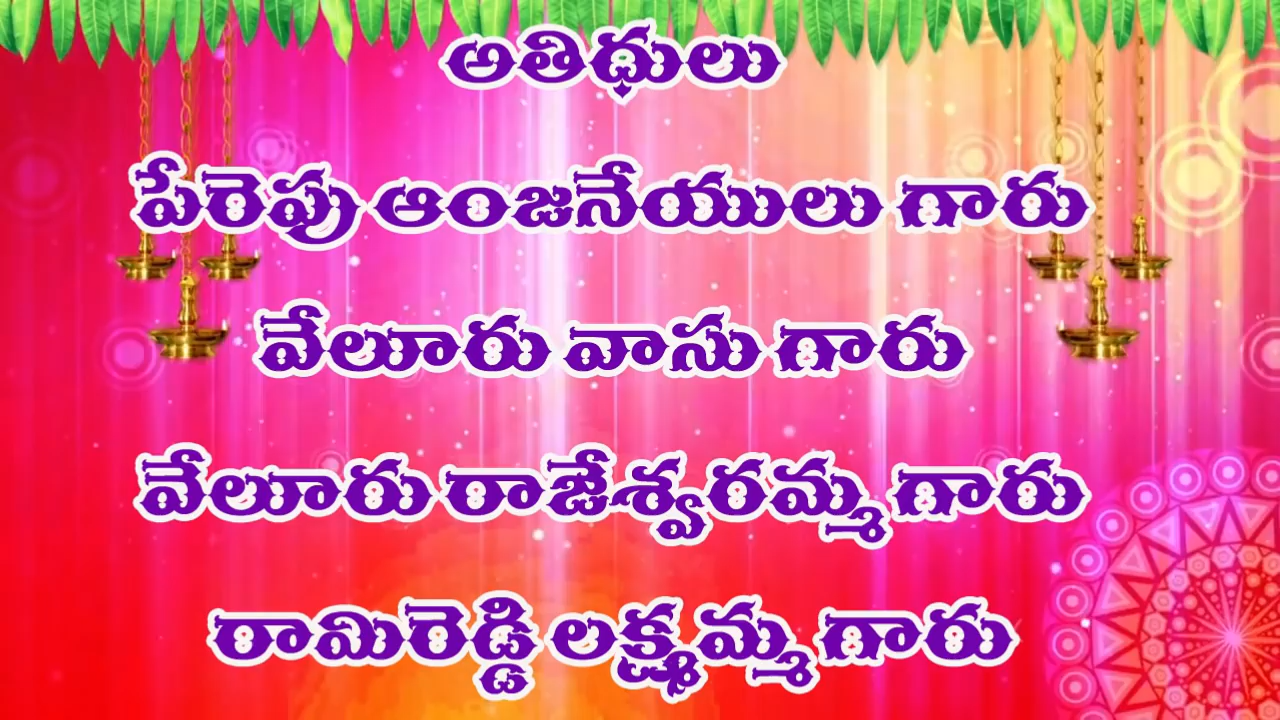 అతిధులు
పేరెపు ఆంజనేయులు గారు
వేలూరు వాసు గారు
వేలూరు రాజేశ్వరమ్మ గారు
రామిరెడ్డి లక్ష్మమ్మ గారు